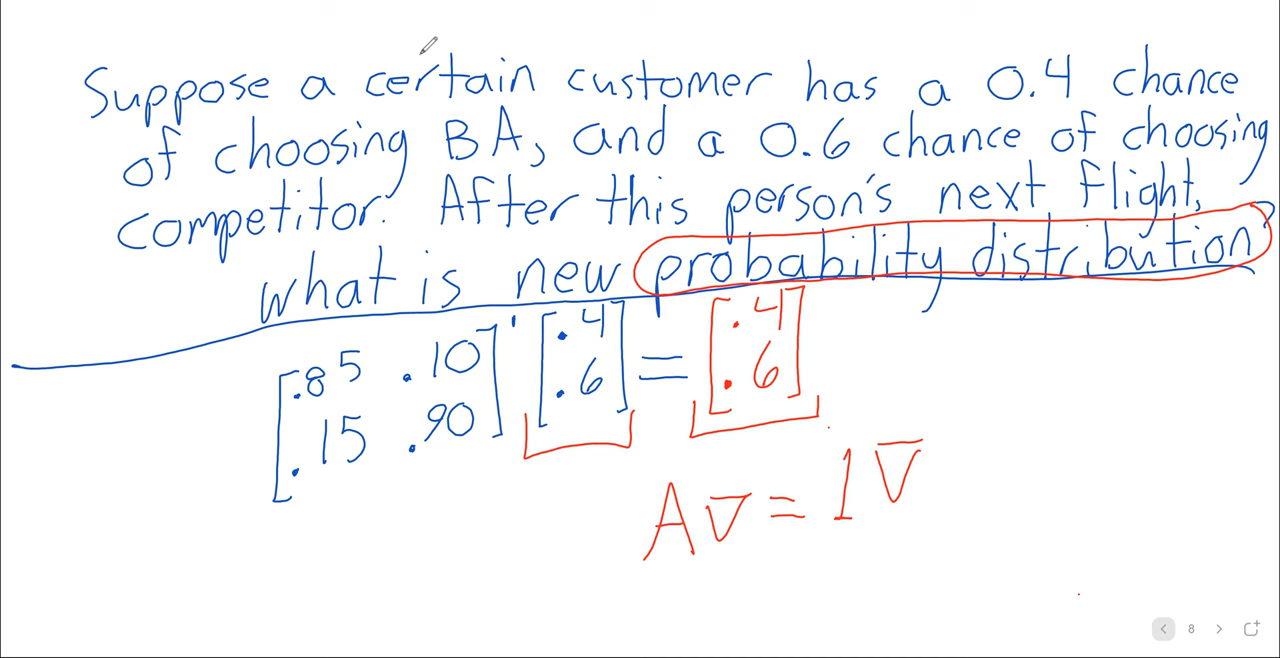 Suppose a certain customer has a 0.4 chance
of choosing BA, and a 0.6 chance of choosing
competitor. After this person's next flight,
what is new probability distribution?
[.85 .10] [.4] = [.4]
[.15 .90] [.6] [.6]
Av = 1v̄
8